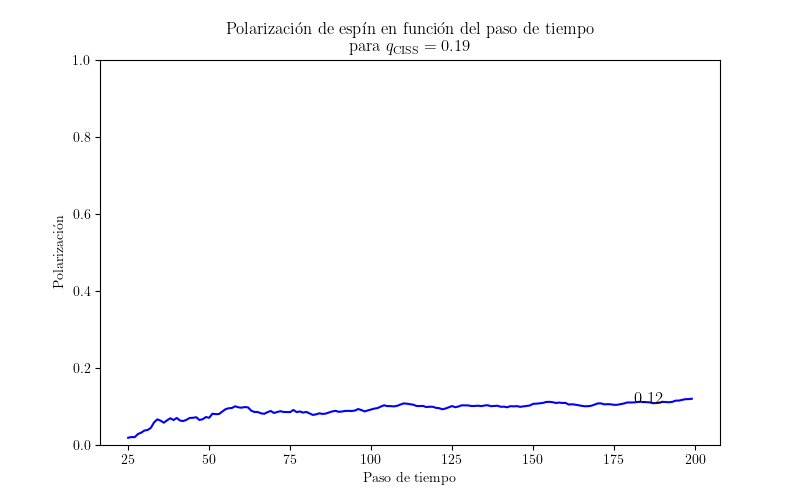 Polarización de espín en función del paso de tiempo
para q_CISS = 0.19
1.0
0.8
0.6
0.4
0.2
0.0
Polarización
0.12
25 50 75 100 125 150 175 200
Paso de tiempo